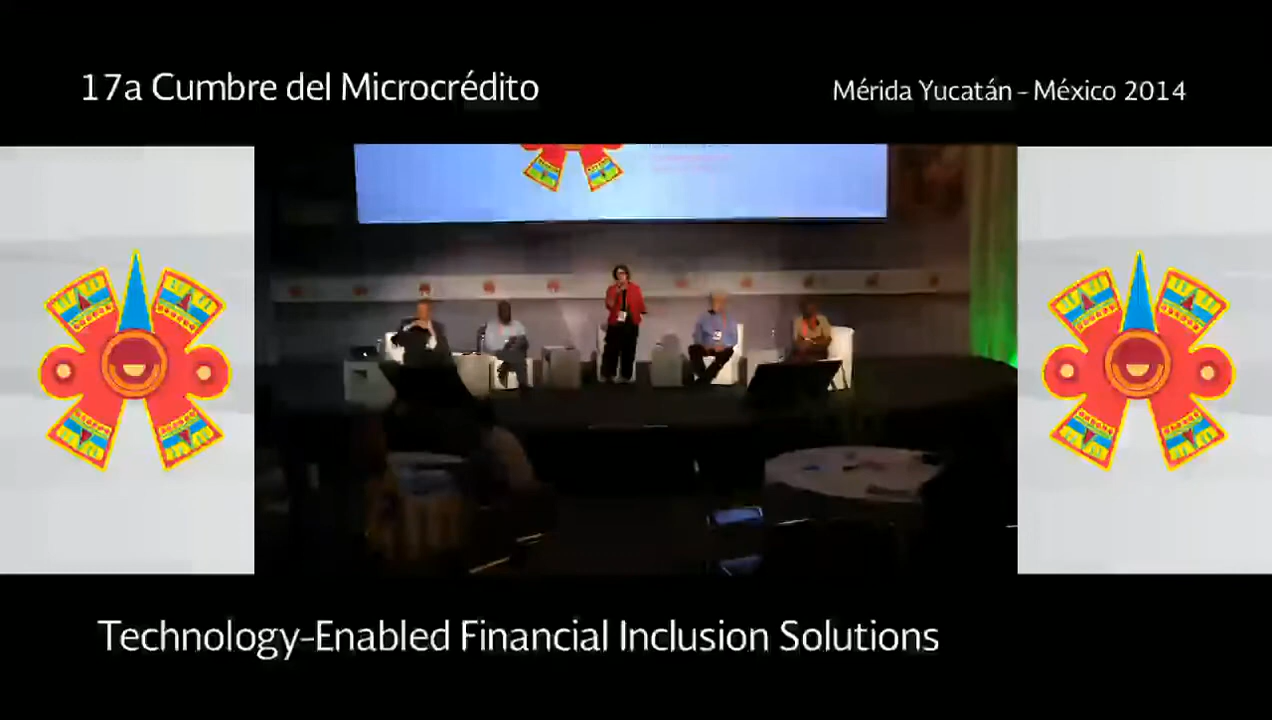 17a Cumbre del Microcrédito
Mérida Yucatán - México 2014
Technology-Enabled Financial Inclusion Solutions